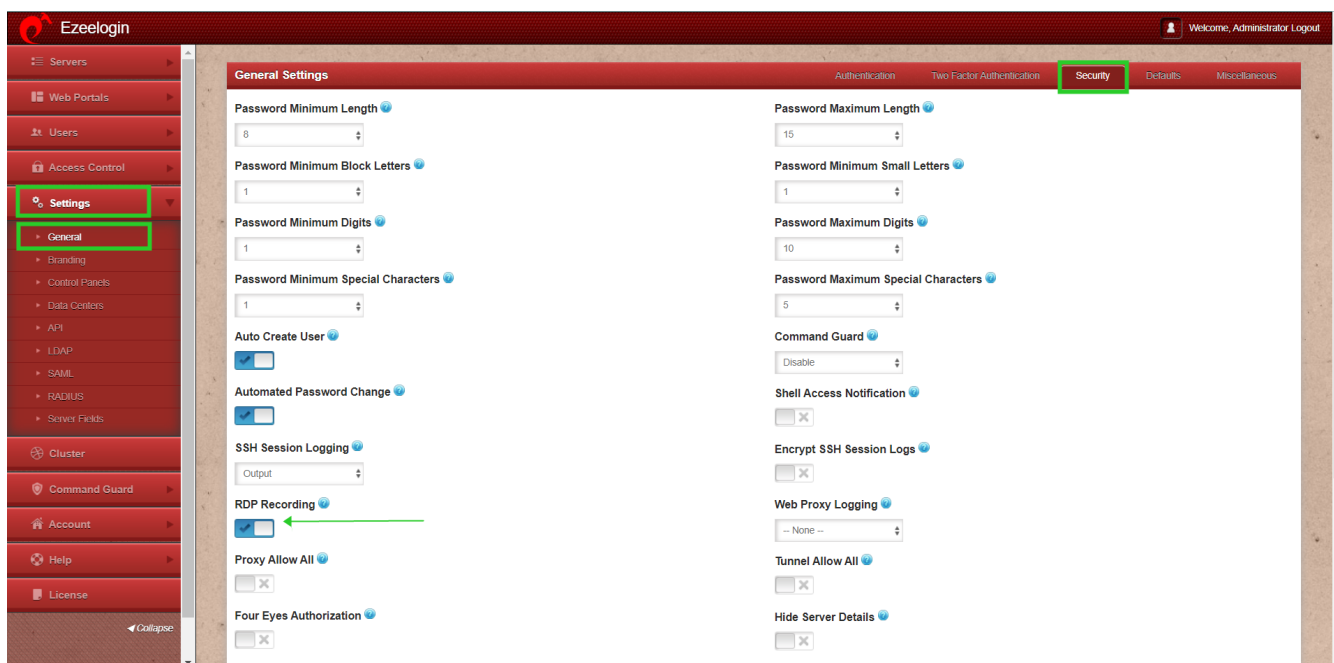 Ezeelogin
Welcome, Administrator Logout
Servers
Web Portals
Users
Access Control
Settings
General
Branding
Control Panels
Data Centers
API
LDAP
SAML
RADIUS
Server Fields
Cluster
Command Guard
Account
Help
License
Collapse
General Settings
Authentication Two Factor Authentication Security Defaults Miscellaneous
Password Minimum Length Password Maximum Length
8 15
Password Minimum Block Letters Password Minimum Small Letters
1 1
Password Minimum Digits Password Maximum Digits
1 10
Password Minimum Special Characters Password Maximum Special Characters
1 5
Auto Create User Command Guard
Disable
Automated Password Change Shell Access Notification
SSH Session Logging Encrypt SSH Session Logs
Output
RDP Recording Web Proxy Logging
-- None --
Proxy Allow All Tunnel Allow All
Four Eyes Authorization Hide Server Details